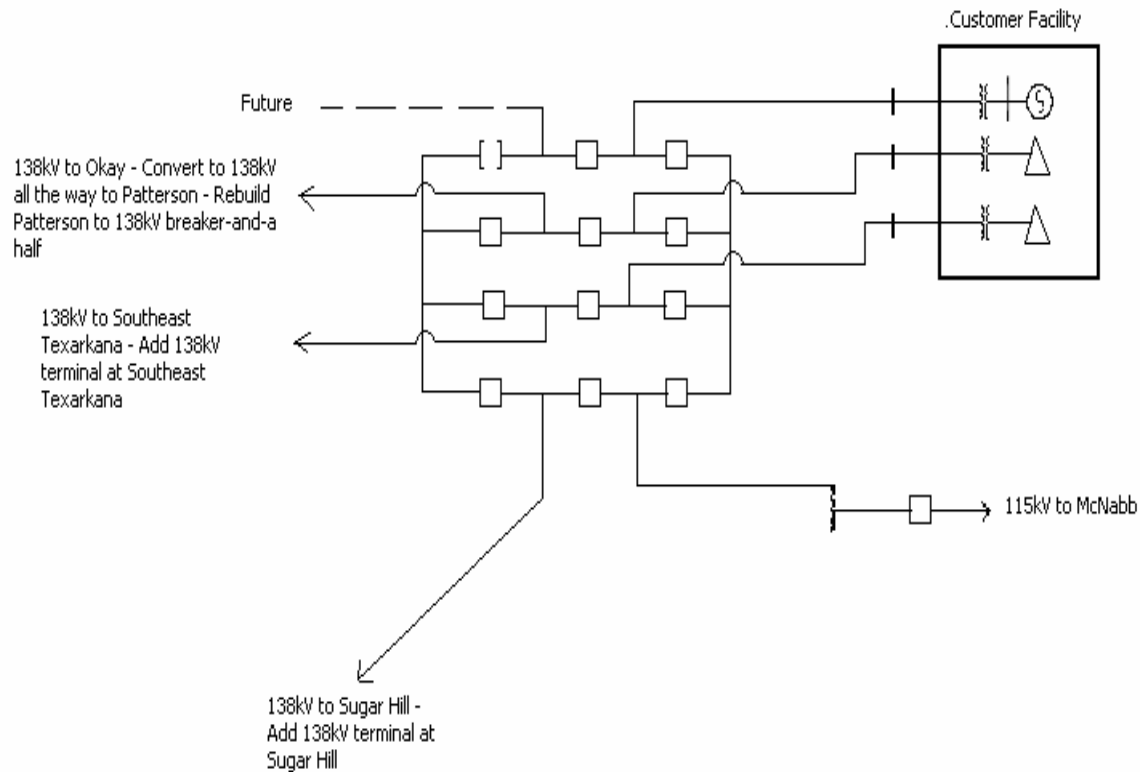 .Customer Facility
Future
138kV to Okay - Convert to 138kV
all the way to Patterson - Rebuild
Patterson to 138kV breaker-and-a
half
138kV to Southeast
Texarkana - Add 138kV
terminal at Southeast
Texarkana
115kV to McNabb
138kV to Sugar Hill -
Add 138kV terminal at
Sugar Hill